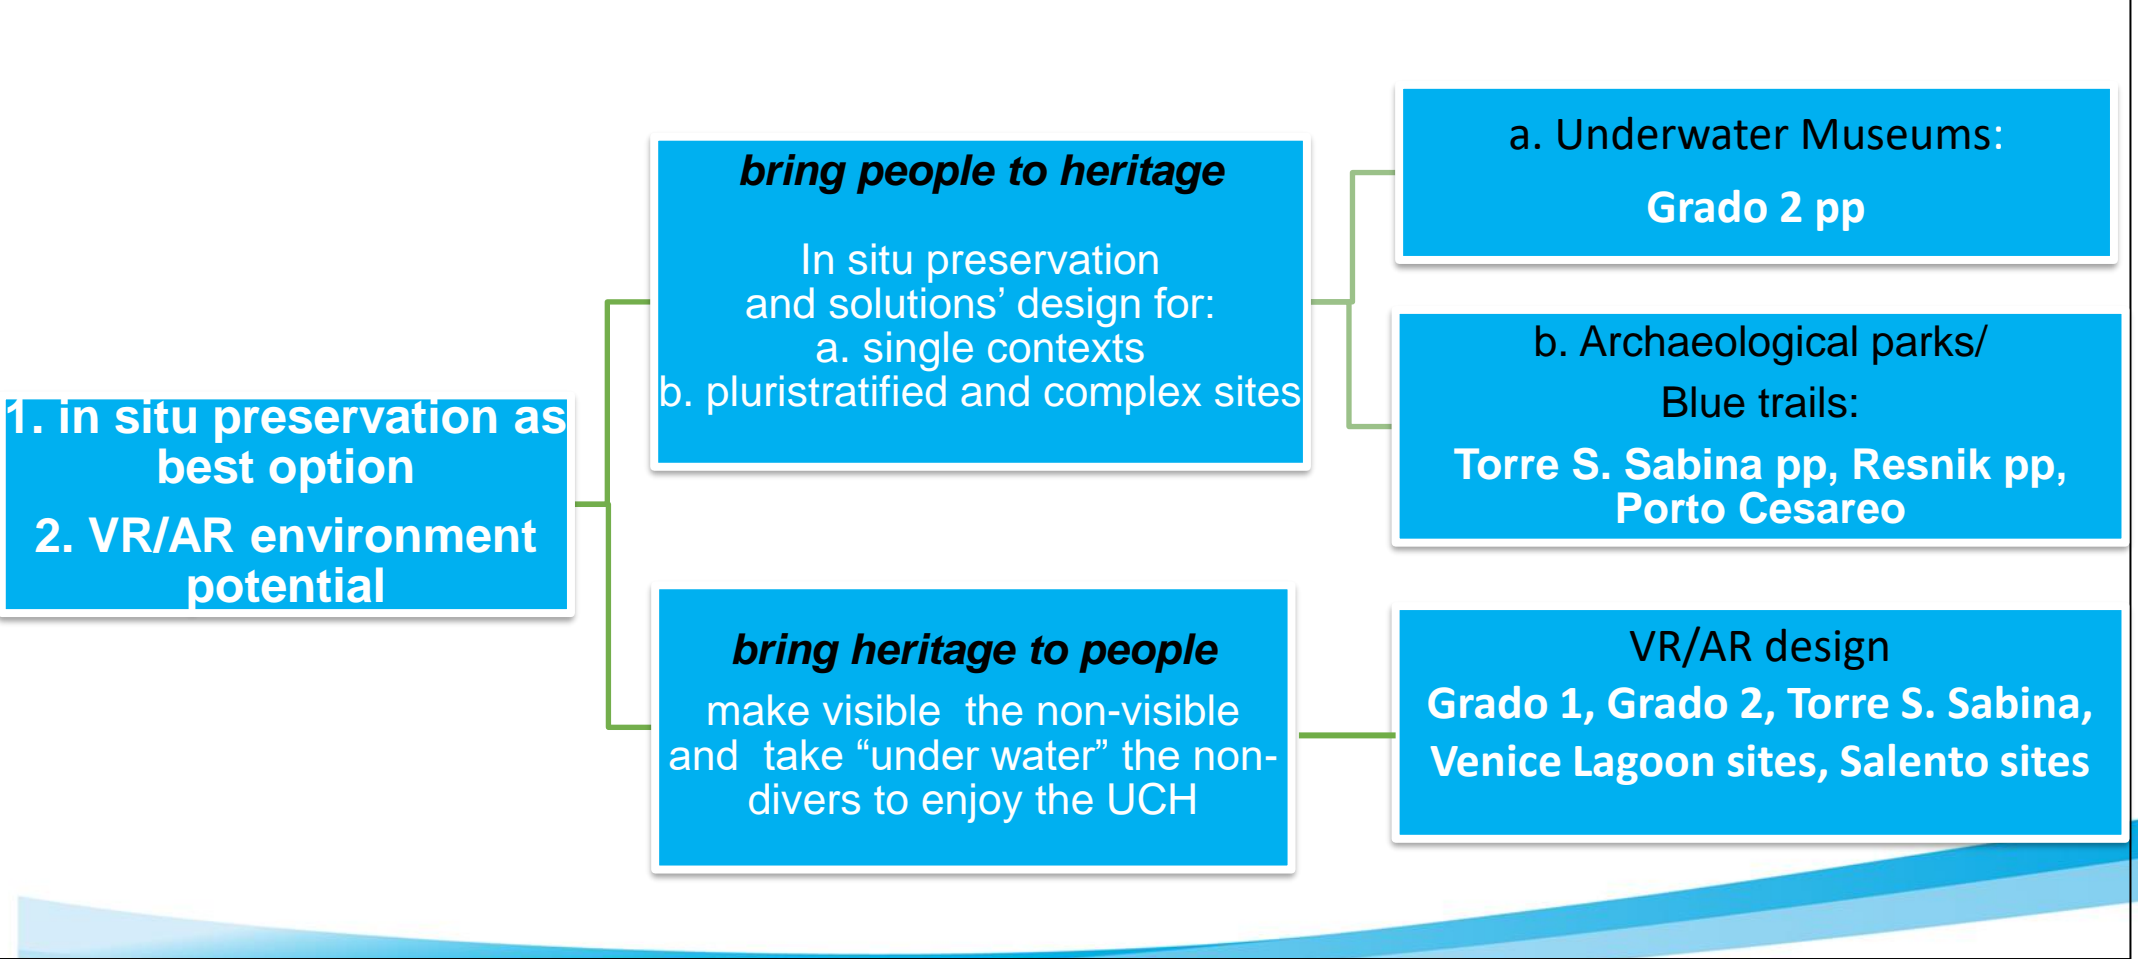 1. in situ preservation as
best option
2. VR/AR environment
potential
bring people to heritage
In situ preservation
and solutions’ design for:
a. single contexts
b. pluristratified and complex sites
bring heritage to people
make visible the non-visible
and take “under water” the non-
divers to enjoy the UCH
a. Underwater Museums:
Grado 2 pp
b. Archaeological parks/
Blue trails:
Torre S. Sabina pp, Resnik pp,
Porto Cesareo
VR/AR design
Grado 1, Grado 2, Torre S. Sabina,
Venice Lagoon sites, Salento sites